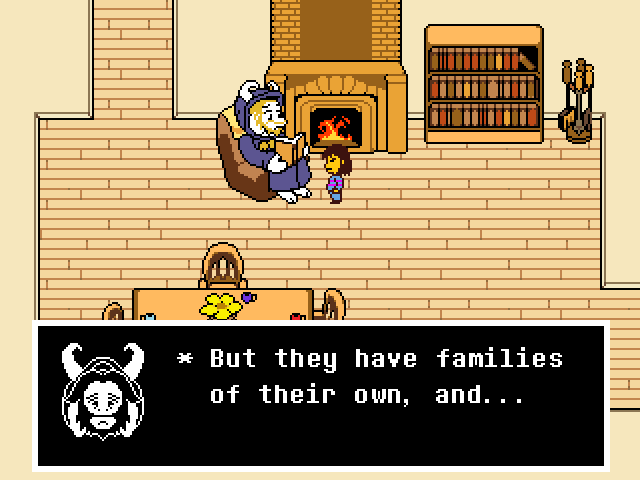 * But they have families
of their own, and...